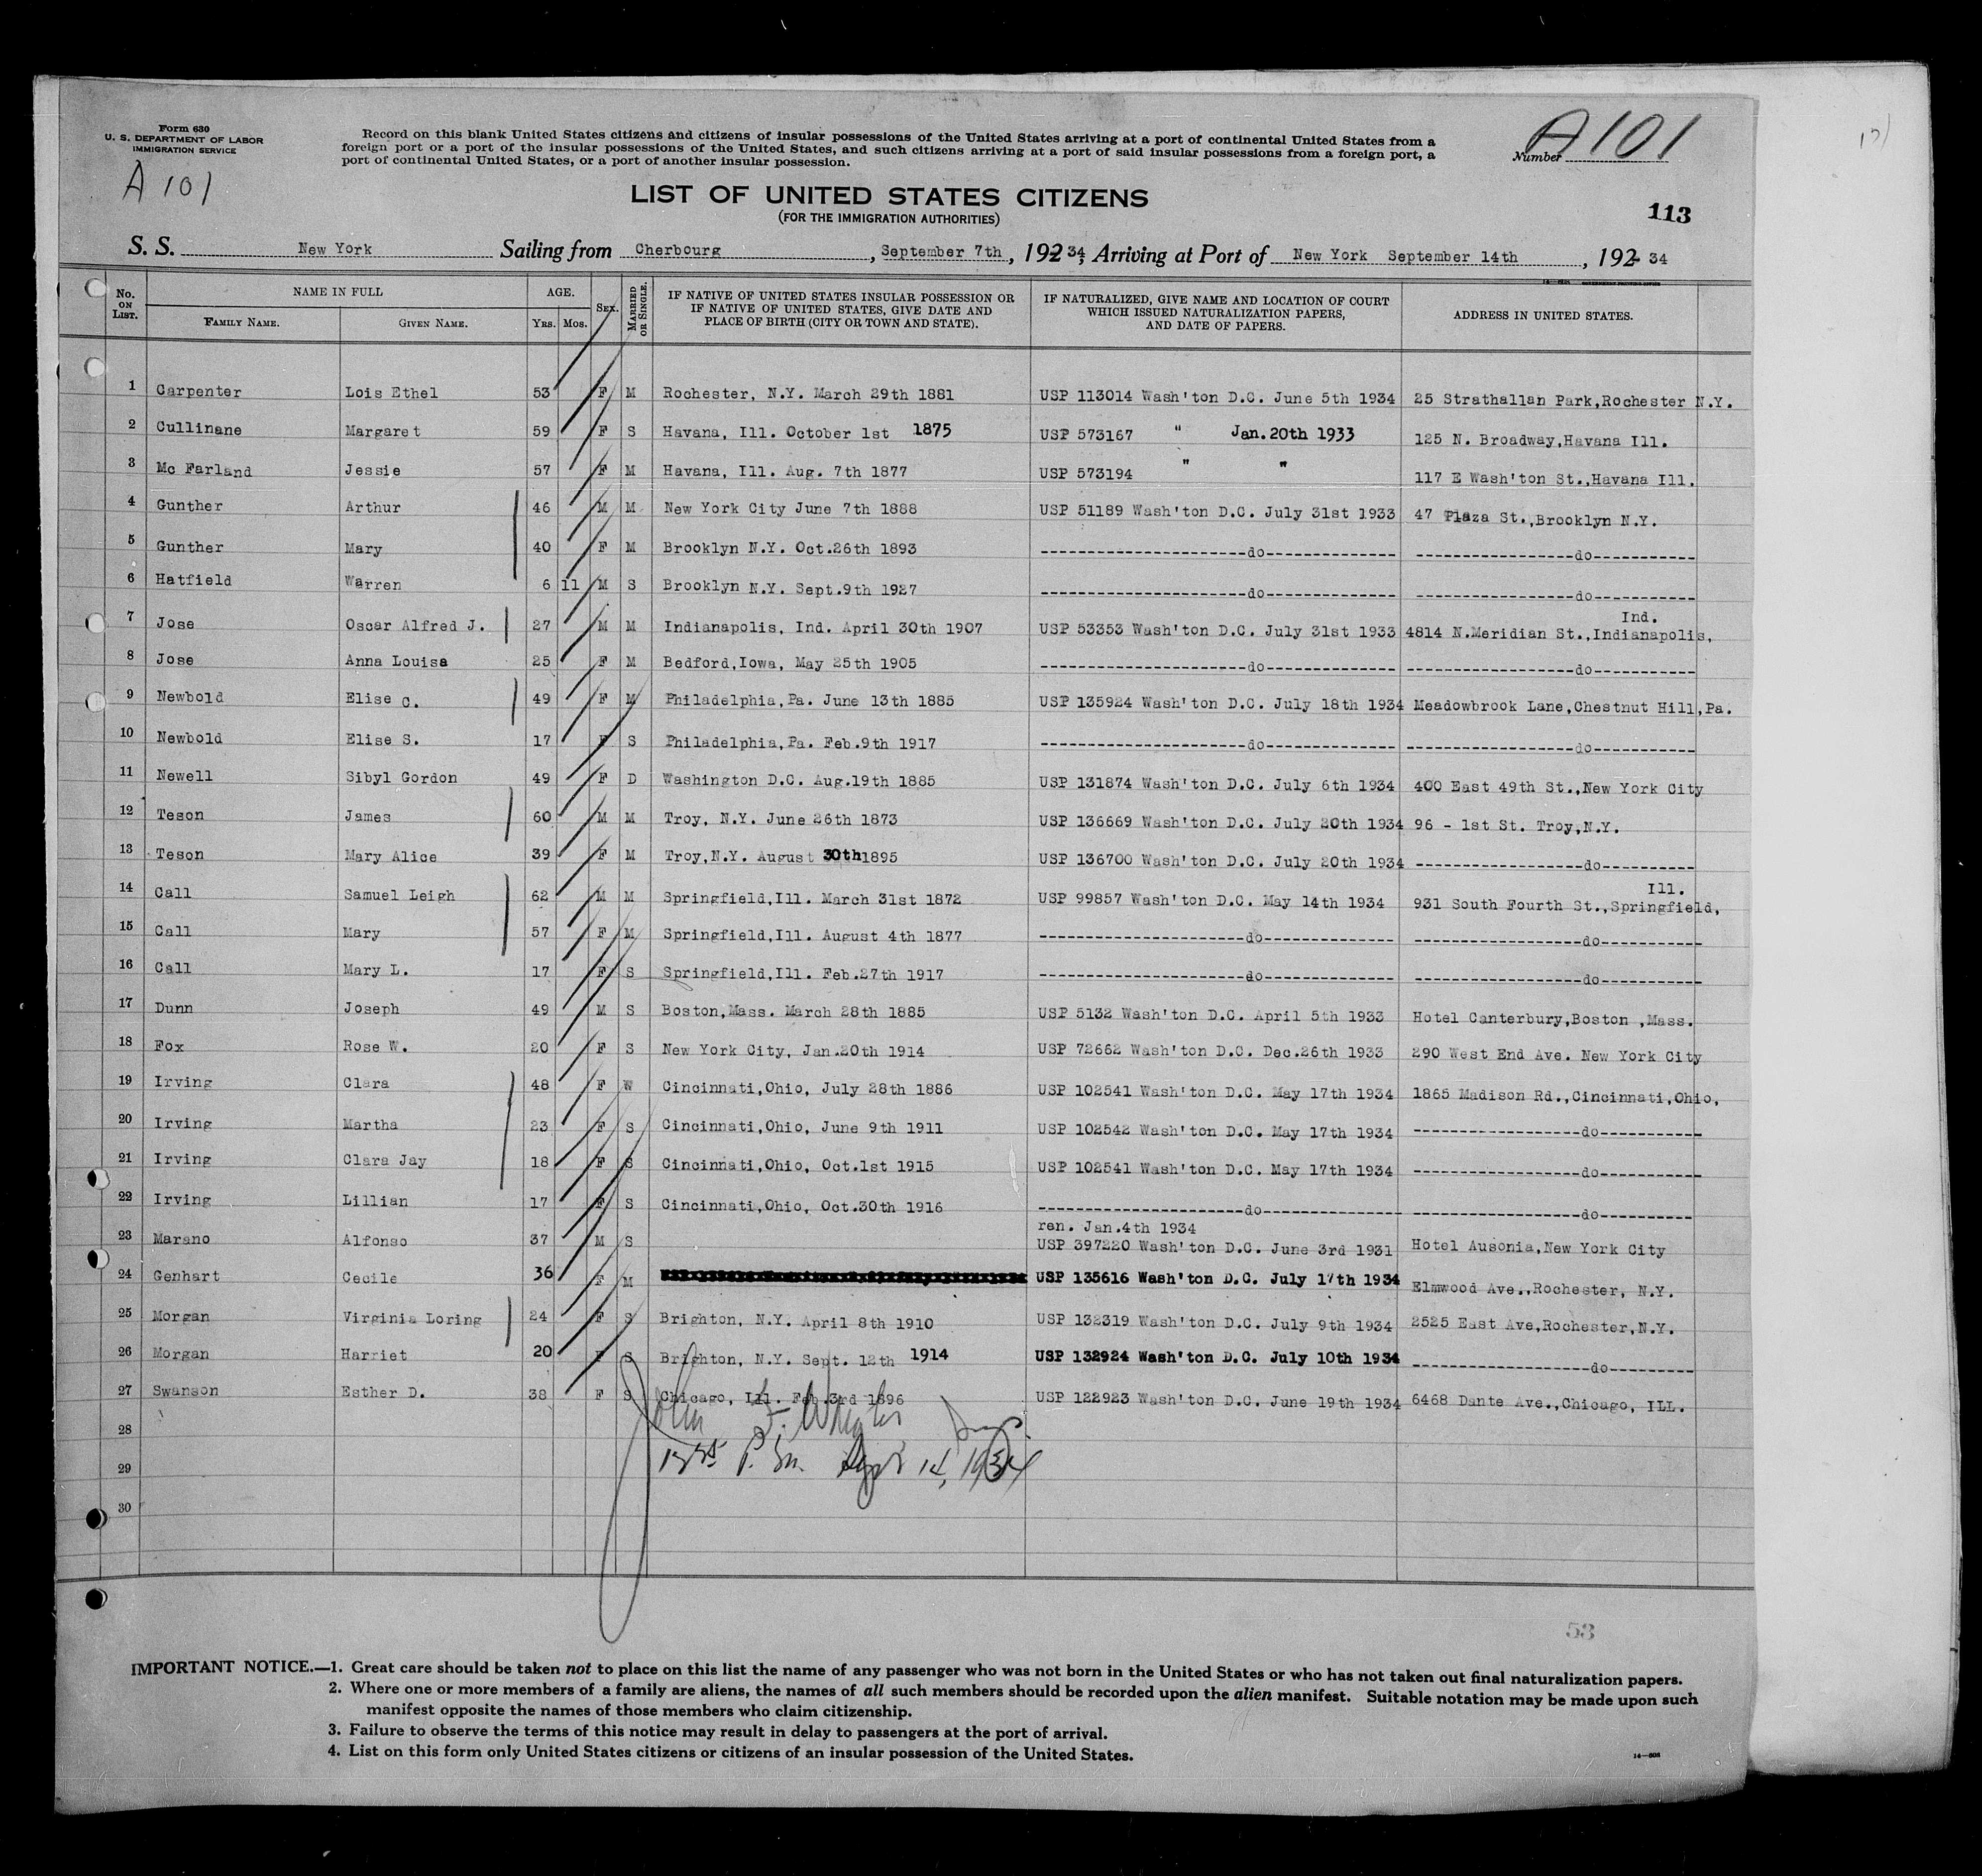 Form 630
U. S. DEPARTMENT OF LABOR
IMMIGRATION SERVICE
A 101
Record on this blank United States citizens and citizens of insular possessions of the United States arriving at a port of continental United States from a
foreign port or a port of the insular possessions of the United States, and such citizens arriving at a port of said insular possessions from a foreign port, a
port of continental United States, or a port of another insular possession.
Number A101
LIST OF UNITED STATES CITIZENS
(FOR THE IMMIGRATION AUTHORITIES)
113
S. S. New York Sailing from Cherbourg, September 7th, 192 34, Arriving at Port of New York September 14th, 192 34
No. ON LIST. NAME IN FULL FAMILY NAME. GIVEN NAME. AGE. YRS. MOS. SEX. MARRIED OR SINGLE. IF NATIVE OF UNITED STATES INSULAR POSSESSION OR IF NATIVE OF UNITED STATES, GIVE DATE AND PLACE OF BIRTH (CITY OR TOWN AND STATE). IF NATURALIZED, GIVE NAME AND LOCATION OF COURT WHICH ISSUED NATURALIZATION PAPERS, AND DATE OF PAPERS. ADDRESS IN UNITED STATES.
1 Carpenter Lois Ethel 53 F M Rochester, N.Y. March 29th 1881 USP 113014 Wash'ton D.C. June 5th 1934 25 Strathallan Park,Rochester N.Y.
2 Cullinane Margaret 59 F S Havana, Ill. October 1st 1875 USP 573167 " Jan.20th 1933 125 N. Broadway,Havana Ill.
3 Mc Farland Jessie 57 F M Havana, Ill. Aug. 7th 1877 USP 573194 " " 117 E Wash'ton St.,Havana Ill.
4 Gunther Arthur 46 M M New York City June 7th 1888 USP 51189 Wash'ton D.C. July 31st 1933 47 Plaza St.,Brooklyn N.Y.
5 Gunther Mary 40 F M Brooklyn N.Y. Oct.26th 1893 ----do---- ----do----
6 Hatfield Warren 6 11 M S Brooklyn N.Y. Sept.9th 1927 ----do---- ----do----
7 Jose Oscar Alfred J. 27 M M Indianapolis, Ind. April 30th 1907 USP 53353 Wash'ton D.C. July 31st 1933 4814 N.Meridian St.,Indianapolis, Ind.
8 Jose Anna Louisa 25 F M Bedford,Iowa, May 25th 1905 ----do---- ----do----
9 Newbold Elise C. 49 F M Philadelphia,Pa. June 13th 1885 USP 135924 Wash'ton D.C. July 18th 1934 Meadowbrook Lane,Chestnut Hill,Pa.
10 Newbold Elise S. 17 F S Philadelphia,Pa. Feb.9th 1917 ----do---- ----do----
11 Newell Sibyl Gordon 49 F D Washington D.C. Aug.19th 1885 USP 131874 Wash'ton D.C. July 6th 1934 400 East 49th St.,New York City
12 Teson James 60 M M Troy, N.Y. June 26th 1873 USP 136669 Wash'ton D.C. July 20th 1934 96 - 1st St. Troy,N.Y.
13 Teson Mary Alice 39 F M Troy,N.Y. August 30th 1895 USP 136700 Wash'ton D.C. July 20th 1934 ----do----
14 Call Samuel Leigh 62 M M Springfield,Ill. March 31st 1872 USP 99857 Wash'ton D.C. May 14th 1934 931 South Fourth St.,Springfield, Ill.
15 Call Mary 57 F M Springfield,Ill. August 4th 1877 ----do---- ----do----
16 Call Mary L. 17 F S Springfield,Ill. Feb.27th 1917 ----do---- ----do----
17 Dunn Joseph 49 M S Boston,Mass. March 28th 1885 USP 5132 Wash'ton D.C. April 5th 1933 Hotel Canterbury,Boston ,Mass.
18 Fox Rose W. 20 F S New York City, Jan.20th 1914 USP 72662 Wash'ton D.C. Dec.26th 1933 290 West End Ave. New York City
19 Irving Clara 48 F W Cincinnati,Ohio, July 28th 1886 USP 102541 Wash'ton D.C. May 17th 1934 1865 Madison Rd.,Cincinnati,Ohio,
20 Irving Martha 23 F S Cincinnati,Ohio, June 9th 1911 USP 102542 Wash'ton D.C. May 17th 1934 ----do----
21 Irving Clara Jay 18 F S Cincinnati,Ohio, Oct.1st 1915 USP 102541 Wash'ton D.C. May 17th 1934 ----do----
22 Irving Lillian 17 F S Cincinnati,Ohio, Oct.30th 1916 ----do---- ----do----
ren. Jan.4th 1934
23 Marano Alfonso 37 M S USP 397220 Wash'ton D.C. June 3rd 1931 Hotel Ausonia,New York City
24 Genhart Cecile 36 F M USP 135616 Wash'ton D.C. July 17th 1934 Elmwood Ave.,Rochester, N.Y.
25 Morgan Virginia Loring 24 F S Brighton, N.Y. April 8th 1910 USP 132319 Wash'ton D.C. July 9th 1934 2525 East Ave,Rochester,N.Y.
26 Morgan Harriet 20 F S Brighton, N.Y. Sept. 12th 1914 USP 132924 Wash'ton D.C. July 10th 1934 ----do----
27 Swanson Esther D. 38 F S Chicago, Ill. Feb.3rd 1896 USP 122923 Wash'ton D.C. June 19th 1934 6468 Dante Ave.,Chicago, ILL.
28 John F.
29 P. M. Sept 14, 1934
30
53
IMPORTANT NOTICE.—1. Great care should be taken not to place on this list the name of any passenger who was not born in the United States or who has not taken out final naturalization papers.
2. Where one or more members of a family are aliens, the names of all such members should be recorded upon the alien manifest. Suitable notation may be made upon such
manifest opposite the names of those members who claim citizenship.
3. Failure to observe the terms of this notice may result in delay to passengers at the port of arrival.
4. List on this form only United States citizens or citizens of an insular possession of the United States.